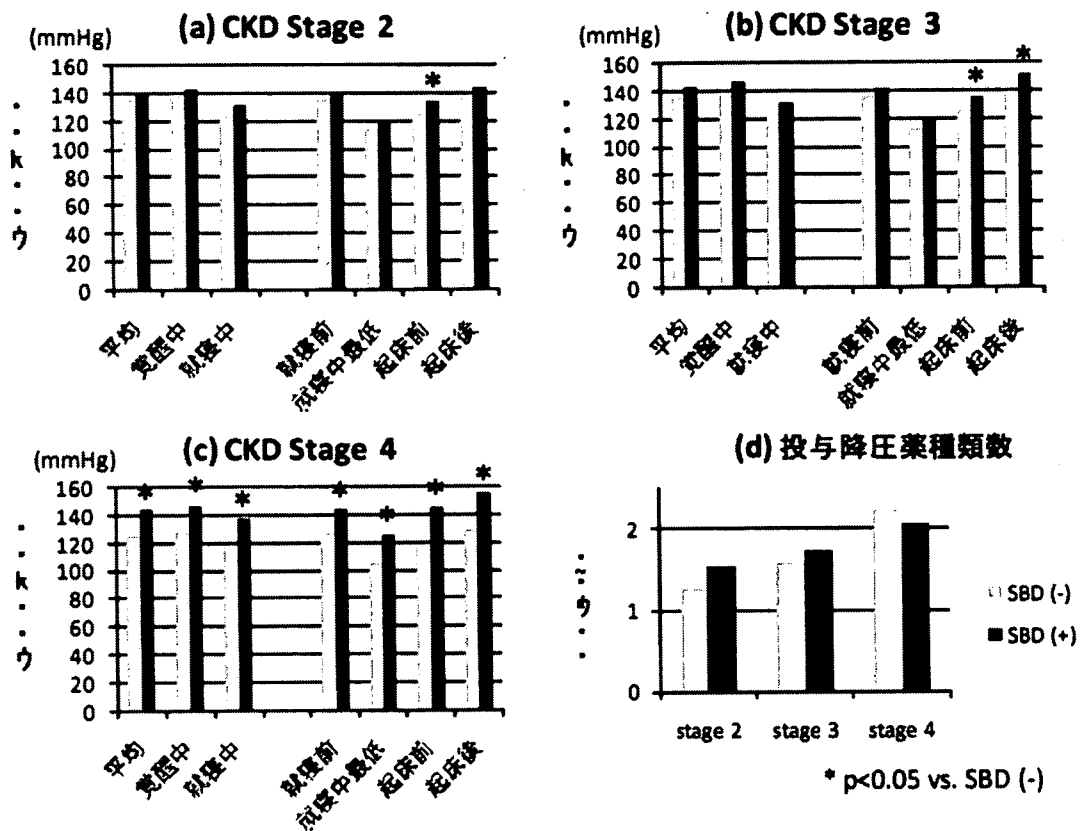 (a) CKD Stage 2
(mmHg)
160
140
120
100
80
60
40
20
0
*
平均
覚醒中
就寝中
就寝前
就寝中最低
起床前
起床後
(b) CKD Stage 3
(mmHg)
160
140
120
100
80
60
40
20
0
*
*
平均
覚醒中
就寝中
就寝前
就寝中最低
起床前
起床後
(c) CKD Stage 4
(mmHg)
160
140
120
100
80
60
40
20
0
*
*
*
*
*
*
*
平均
覚醒中
就寝中
就寝前
就寝中最低
起床前
起床後
(d) 投与降圧薬種類数
2
1
0
stage 2
stage 3
stage 4
SBD (-)
SBD (+)
* p<0.05 vs. SBD (-)